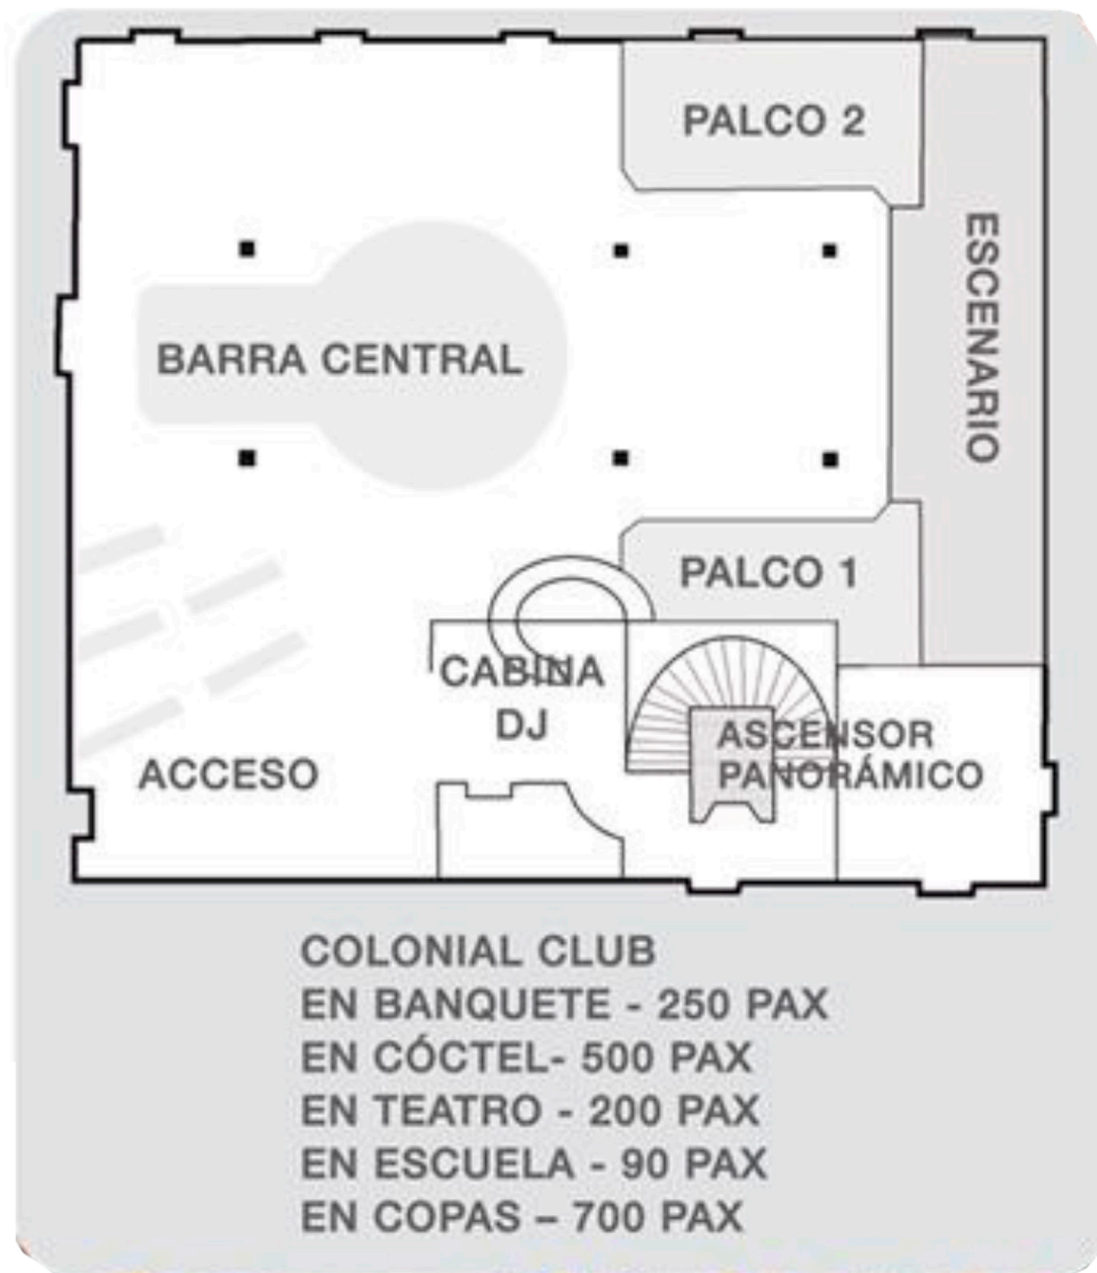 PALCO 2
ESCENARIO
BARRA CENTRAL
PALCO 1
CABINA
DJ
ASCENSOR
PANORÁMICO
ACCESO
COLONIAL CLUB
EN BANQUETE - 250 PAX
EN CÓCTEL- 500 PAX
EN TEATRO - 200 PAX
EN ESCUELA - 90 PAX
EN COPAS – 700 PAX